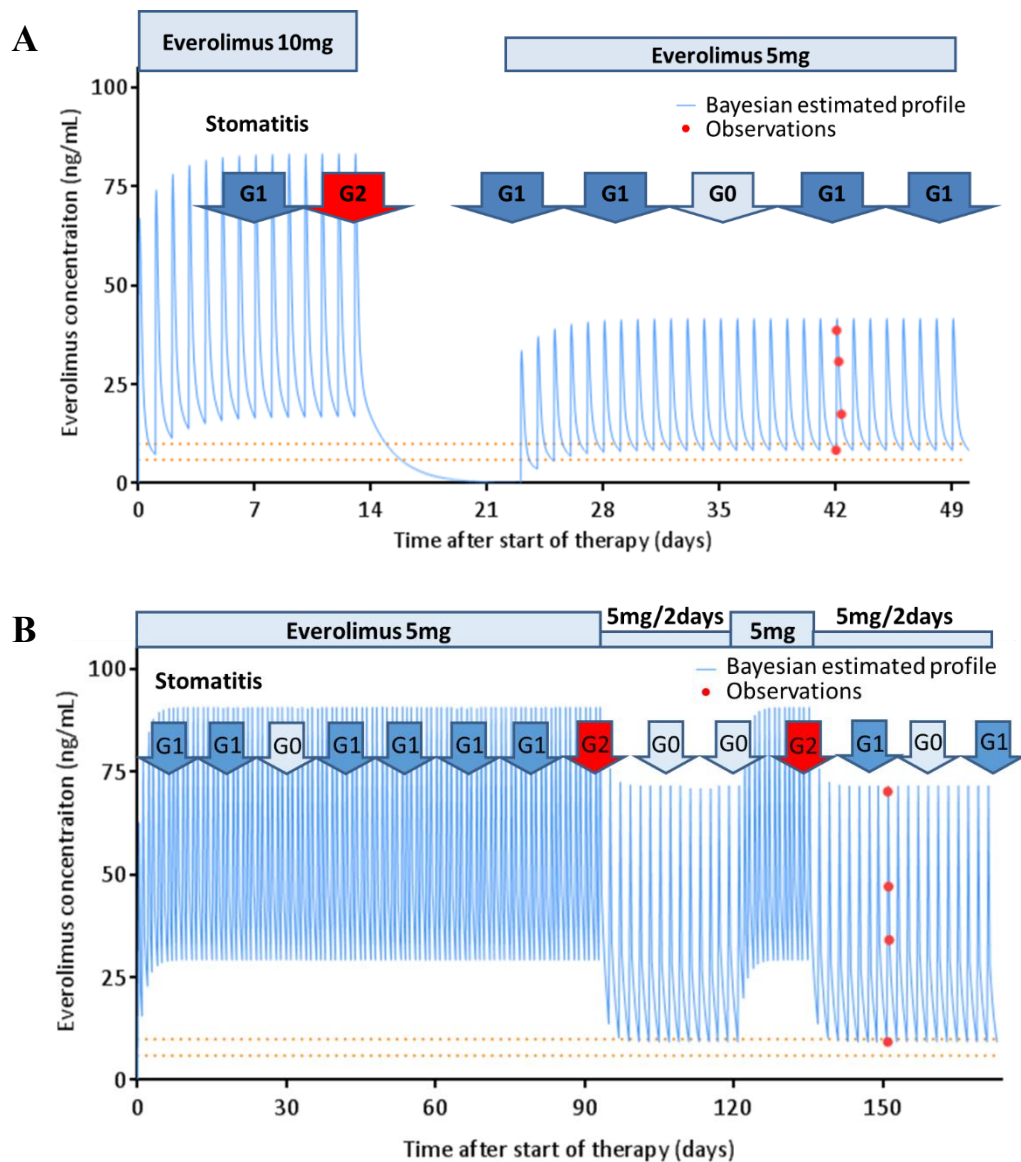 A
Everolimus 10mg
Everolimus 5mg
Bayesian estimated profile
Observations
Stomatitis
G1 G2 G1 G1 G0 G1 G1
Everolimus concentraiton (ng/mL)
100
75
50
25
0
0 7 14 21 28 35 42 49
Time after start of therapy (days)
B
Everolimus 5mg
5mg/2days
5mg
5mg/2days
Bayesian estimated profile
Observations
Stomatitis
G1 G1 G0 G1 G1 G1 G1 G2 G0 G0 G2 G1 G0 G1
Everolimus concentraiton (ng/mL)
100
75
50
25
0
0 30 60 90 120 150
Time after start of therapy (days)